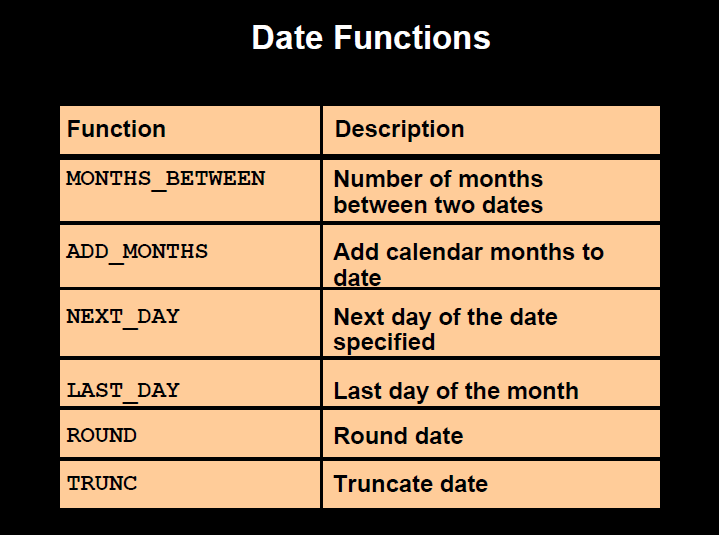 Date Functions
Function Description
MONTHS_BETWEEN Number of months
between two dates
ADD_MONTHS Add calendar months to
date
NEXT_DAY Next day of the date
specified
LAST_DAY Last day of the month
ROUND Round date
TRUNC Truncate date